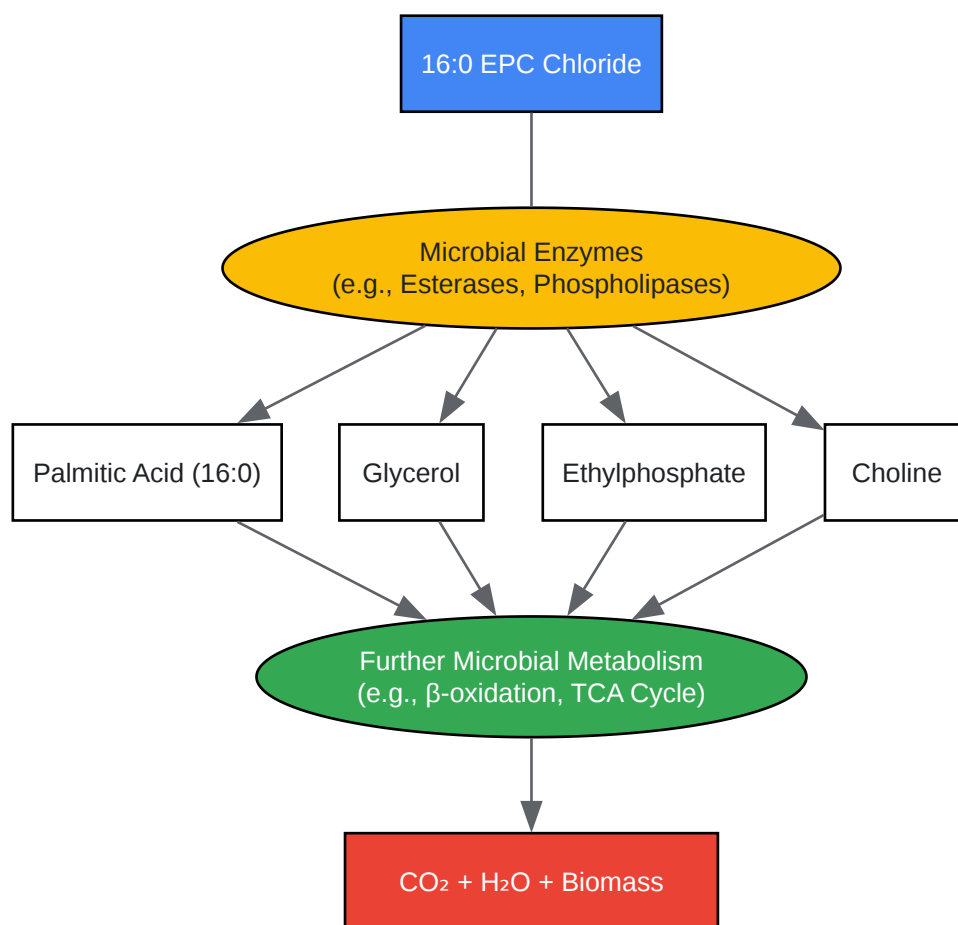 16:0 EPC Chloride
Microbial Enzymes
(e.g., Esterases, Phospholipases)
Palmitic Acid (16:0)
Glycerol
Ethylphosphate
Choline
Further Microbial Metabolism
(e.g., β-oxidation, TCA Cycle)
CO₂ + H₂O + Biomass